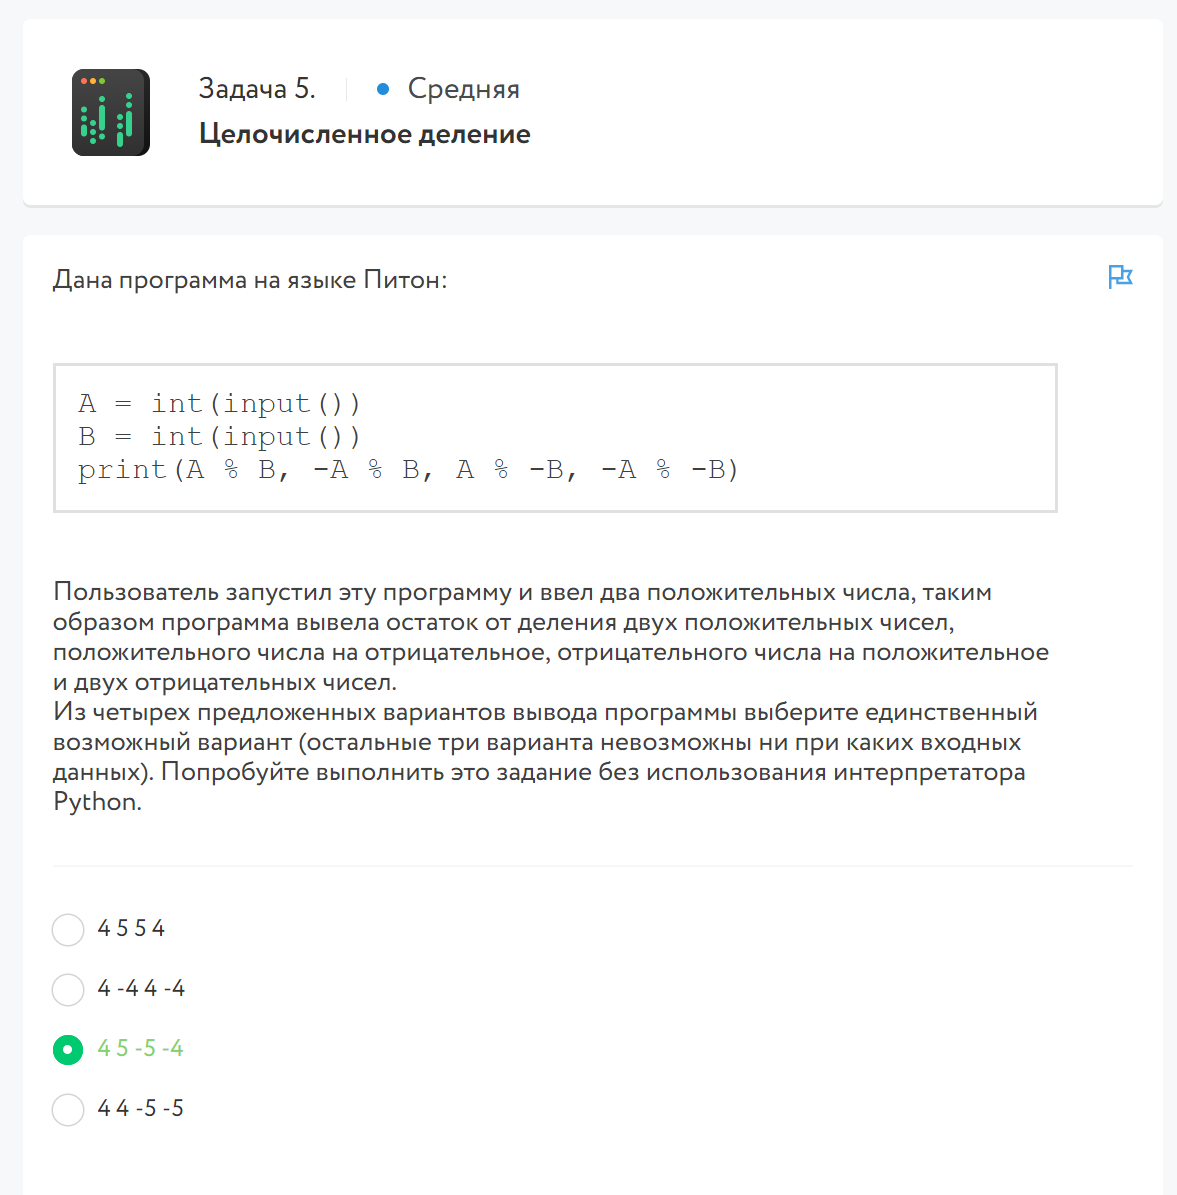 Задача 5.
Средняя
Целочисленное деление
Дана программа на языке Питон:
A = int(input())
B = int(input())
print(A % B, -A % B, A % -B, -A % -B)
Пользователь запустил эту программу и ввел два положительных числа, таким
образом программа вывела остаток от деления двух положительных чисел,
положительного числа на отрицательное, отрицательного числа на положительное
и двух отрицательных чисел.
Из четырех предложенных вариантов вывода программы выберите единственный
возможный вариант (остальные три варианта невозможны ни при каких входных
данных). Попробуйте выполнить это задание без использования интерпретатора
Python.
4 5 5 4
4 -4 4 -4
4 5 -5 -4
4 4 -5 -5